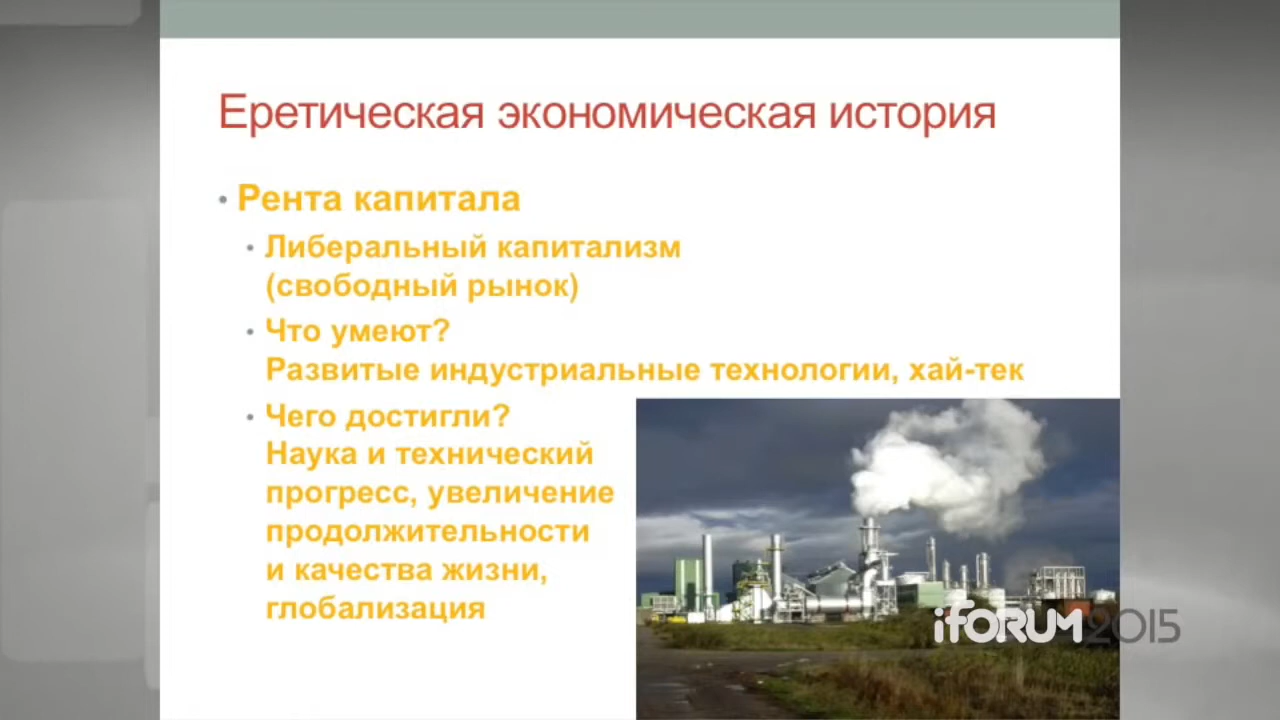 Еретическая экономическая история
• Рента капитала
• Либеральный капитализм
(свободный рынок)
• Что умеют?
Развитые индустриальные технологии, хай-тек
• Чего достигли?
Наука и технический
прогресс, увеличение
продолжительности
и качества жизни,
глобализация
iFORUM2015